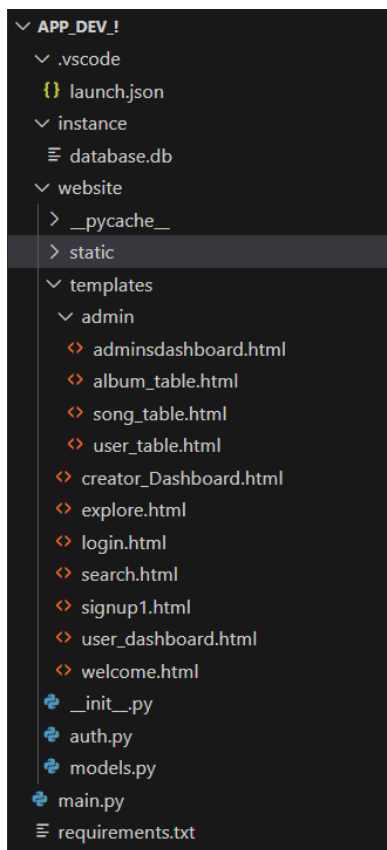 APP_DEV_!
.vscode
{} launch.json
instance
database.db
website
__pycache__
static
templates
admin
<> adminsdashboard.html
<> album_table.html
<> song_table.html
<> user_table.html
<> creator_Dashboard.html
<> explore.html
<> login.html
<> search.html
<> signup1.html
<> user_dashboard.html
<> welcome.html
__init__.py
auth.py
models.py
main.py
requirements.txt